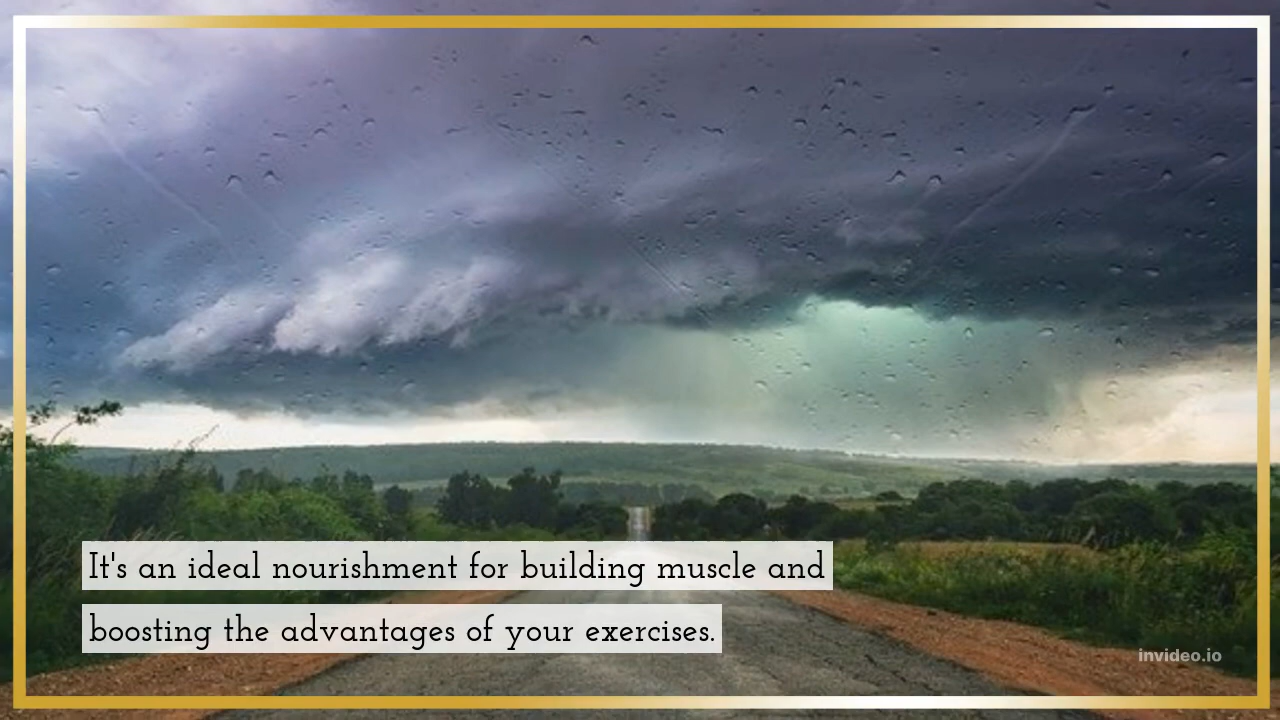 It's an ideal nourishment for building muscle and
boosting the advantages of your exercises.
invideo.io